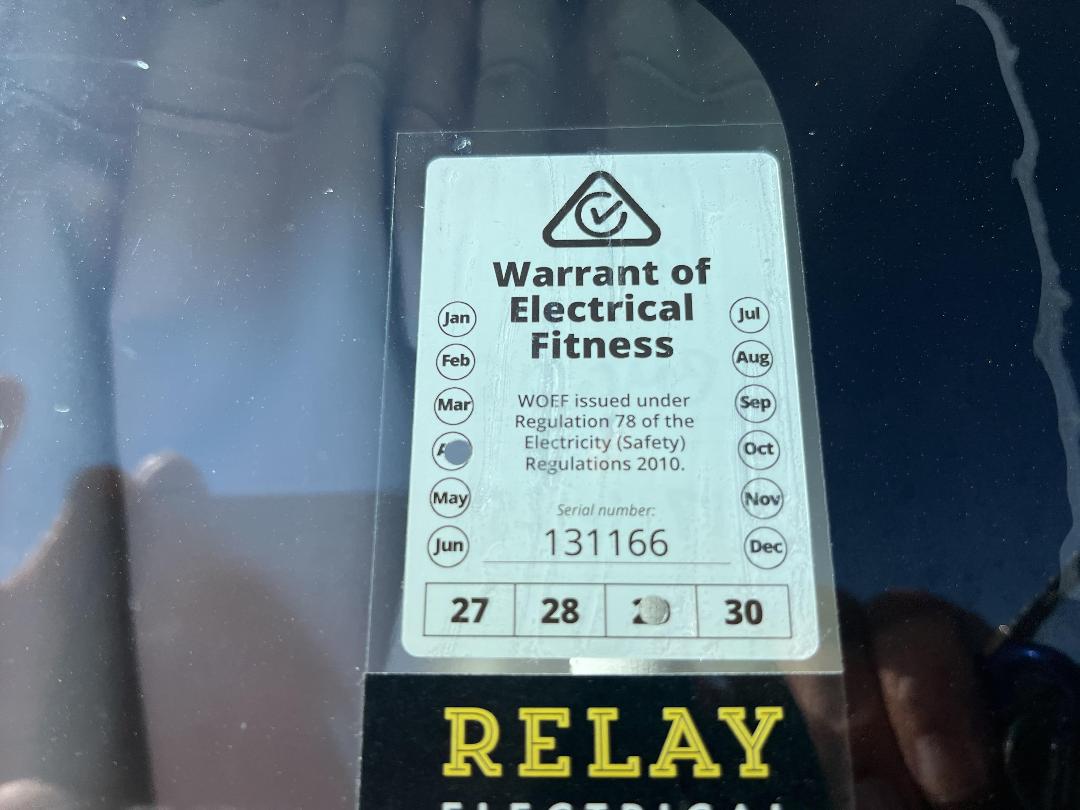 Warrant of
Electrical
Fitness
Jan
Feb
Mar
May
Jun
Jul
Aug
Sep
Oct
Nov
Dec
WOEF issued under
Regulation 78 of the
Electricity (Safety)
Regulations 2010.
Serial number:
131166
27 28 30
RELAY
ELECTRICAL